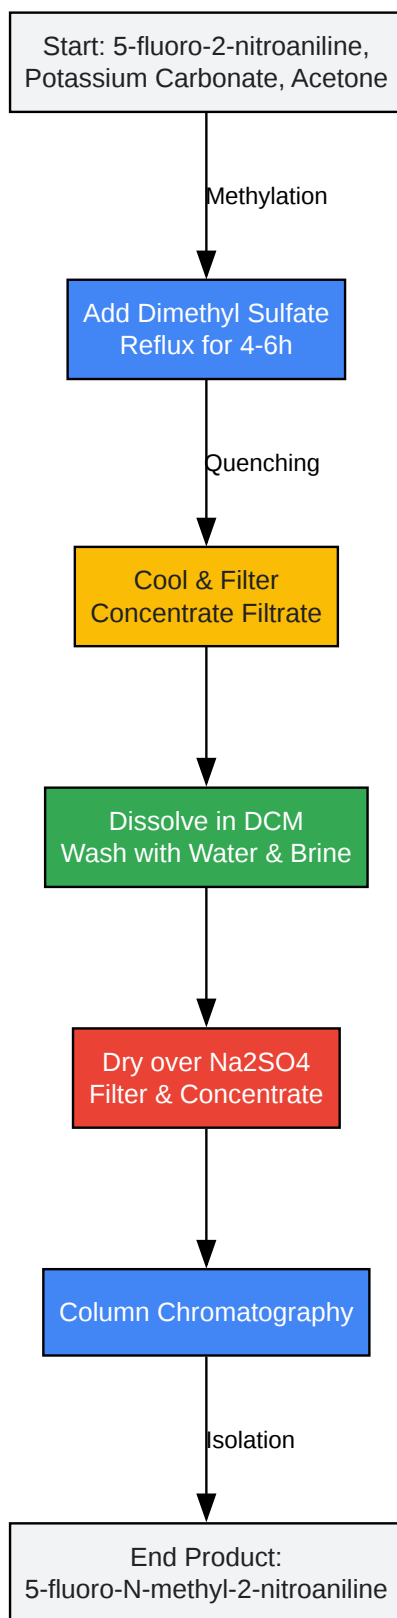 Start: 5-fluoro-2-nitroaniline,
Potassium Carbonate, Acetone
Methylation
Add Dimethyl Sulfate
Reflux for 4-6h
Quenching
Cool & Filter
Concentrate Filtrate
Dissolve in DCM
Wash with Water & Brine
Dry over Na2SO4
Filter & Concentrate
Column Chromatography
Isolation
End Product:
5-fluoro-N-methyl-2-nitroaniline